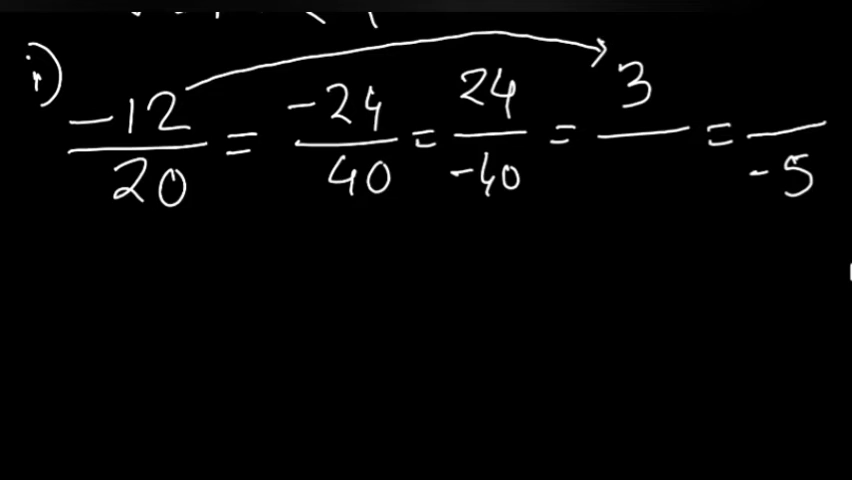 i)
-12/20 = -24/40 = 24/-40 = 3/ = /-5